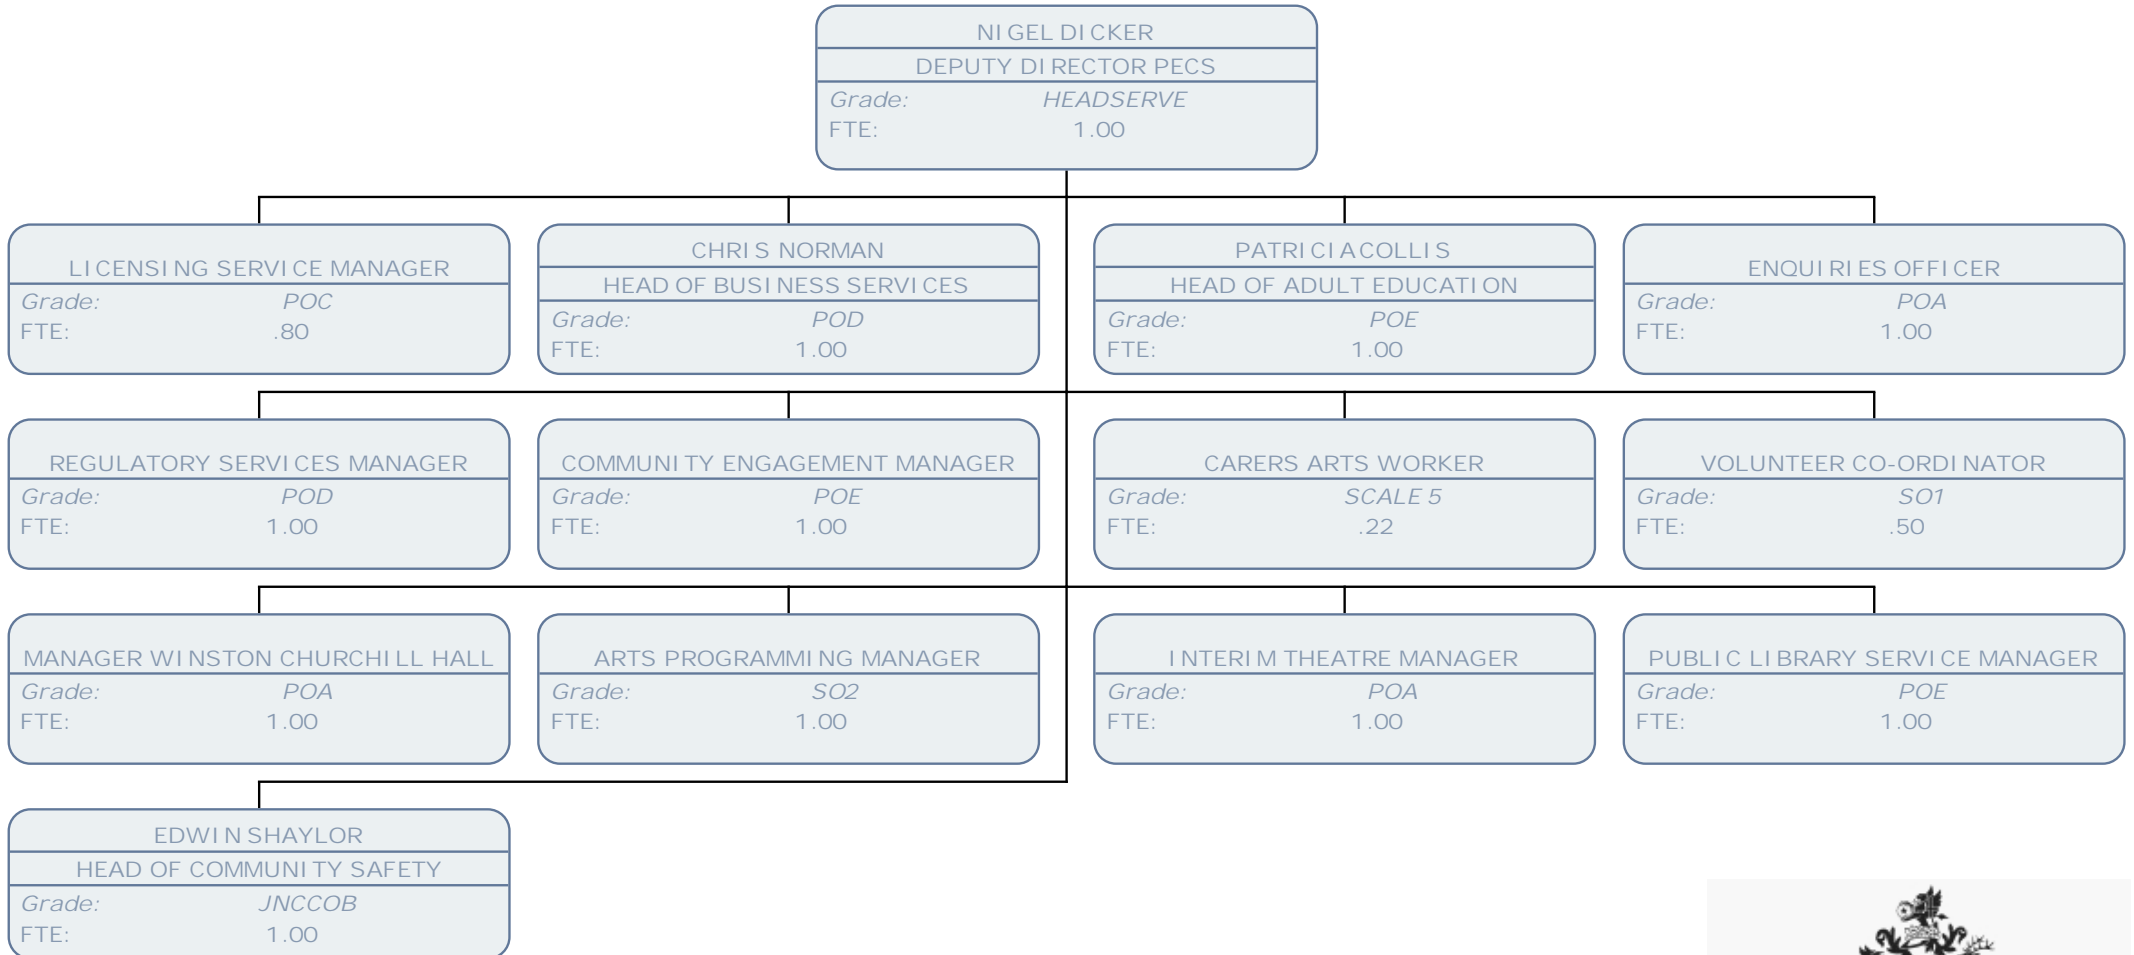 NIGEL DICKER
DEPUTY DIRECTOR PECS
Grade: HEADSERVE
FTE: 1.00
LICENSING SERVICE MANAGER
Grade: POC
FTE: .80
CHRIS NORMAN
HEAD OF BUSINESS SERVICES
Grade: POD
FTE: 1.00
PATRICIA COLLIS
HEAD OF ADULT EDUCATION
Grade: POE
FTE: 1.00
ENQUIRIES OFFICER
Grade: POA
FTE: 1.00
REGULATORY SERVICES MANAGER
Grade: POD
FTE: 1.00
COMMUNITY ENGAGEMENT MANAGER
Grade: POE
FTE: 1.00
CARERS ARTS WORKER
Grade: SCALE 5
FTE: .22
VOLUNTEER CO-ORDINATOR
Grade: SO1
FTE: .50
MANAGER WINSTON CHURCHILL HALL
Grade: POA
FTE: 1.00
ARTS PROGRAMMING MANAGER
Grade: SO2
FTE: 1.00
INTERIM THEATRE MANAGER
Grade: POA
FTE: 1.00
PUBLIC LIBRARY SERVICE MANAGER
Grade: POE
FTE: 1.00
EDWIN SHAYLOR
HEAD OF COMMUNITY SAFETY
Grade: JNCCOB
FTE: 1.00